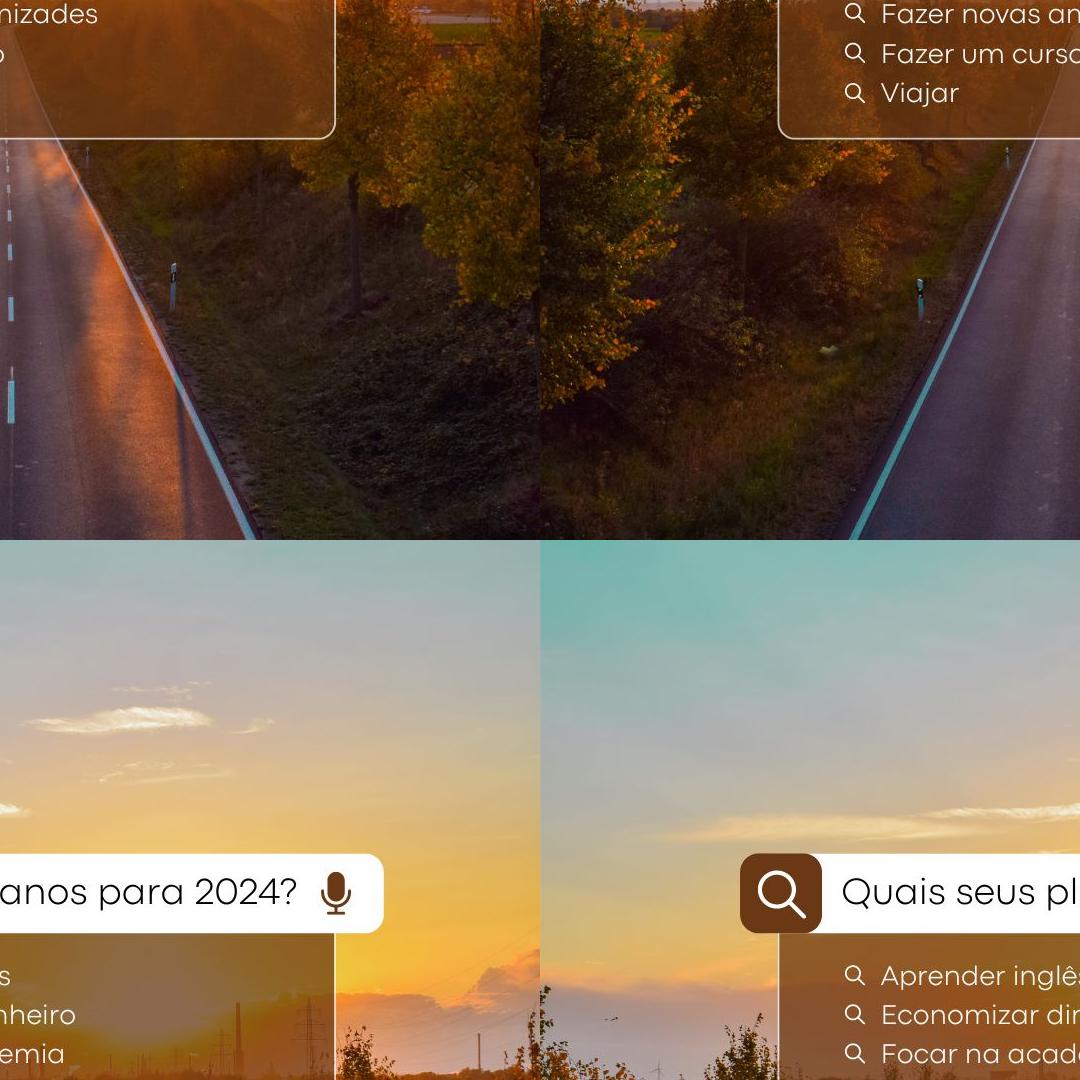 nizades
o
Fazer novas an
Fazer um curso
Viajar
anos para 2024?
s
nheiro
emia
Quais seus pl
Aprender inglês
Economizar din
Focar na acade